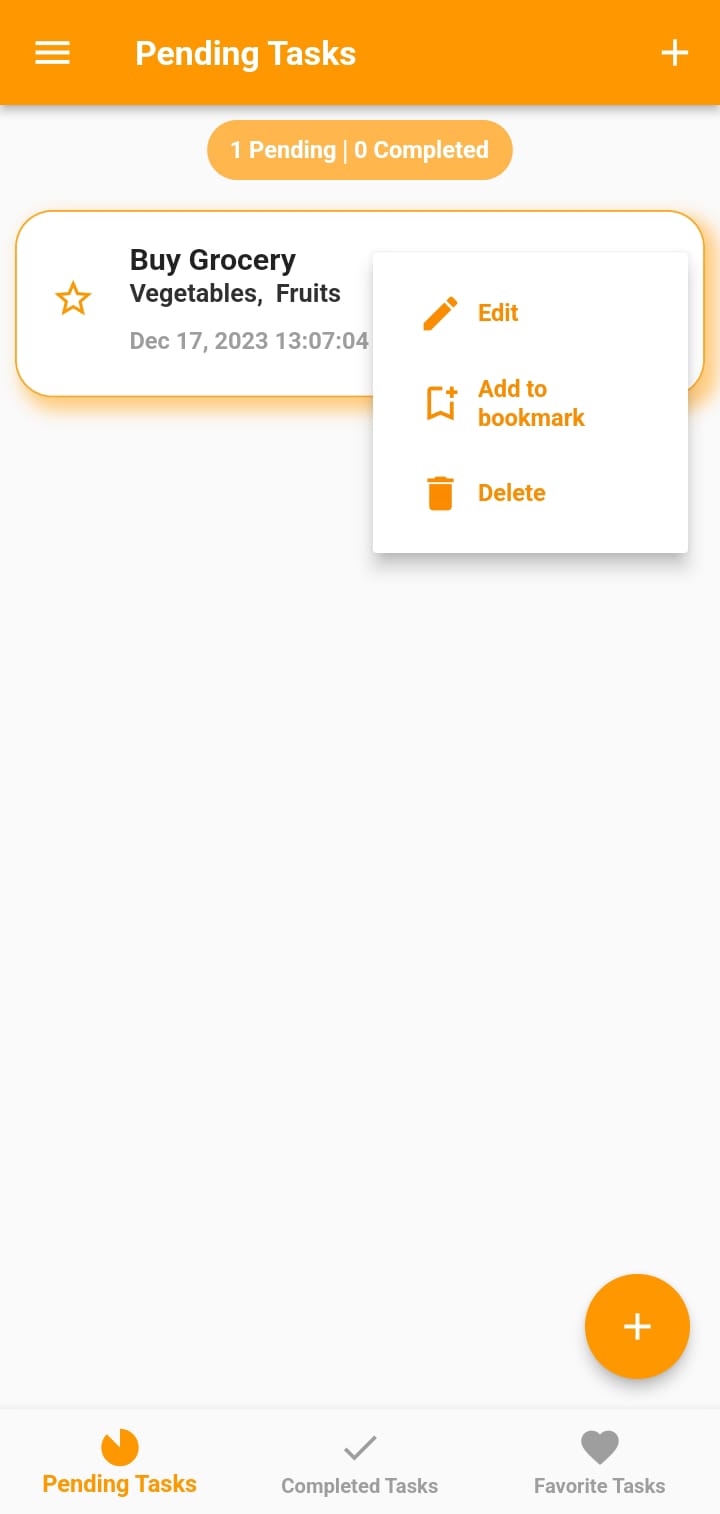 Pending Tasks
1 Pending | 0 Completed
Buy Grocery
Vegetables,  Fruits
Dec 17, 2023 13:07:04
Edit
Add to
bookmark
Delete
Pending Tasks
Completed Tasks
Favorite Tasks